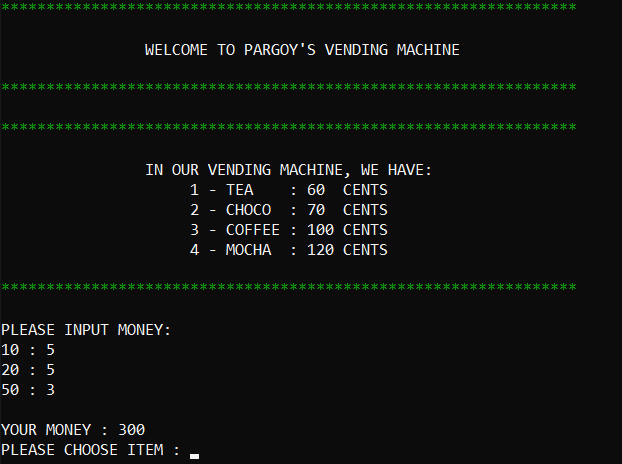 ****************************************************************
WELCOME TO PARGOY'S VENDING MACHINE
****************************************************************
****************************************************************
IN OUR VENDING MACHINE, WE HAVE:
1 - TEA    : 60  CENTS
2 - CHOCO  : 70  CENTS
3 - COFFEE : 100 CENTS
4 - MOCHA  : 120 CENTS
****************************************************************
PLEASE INPUT MONEY:
10 : 5
20 : 5
50 : 3
YOUR MONEY : 300
PLEASE CHOOSE ITEM : _